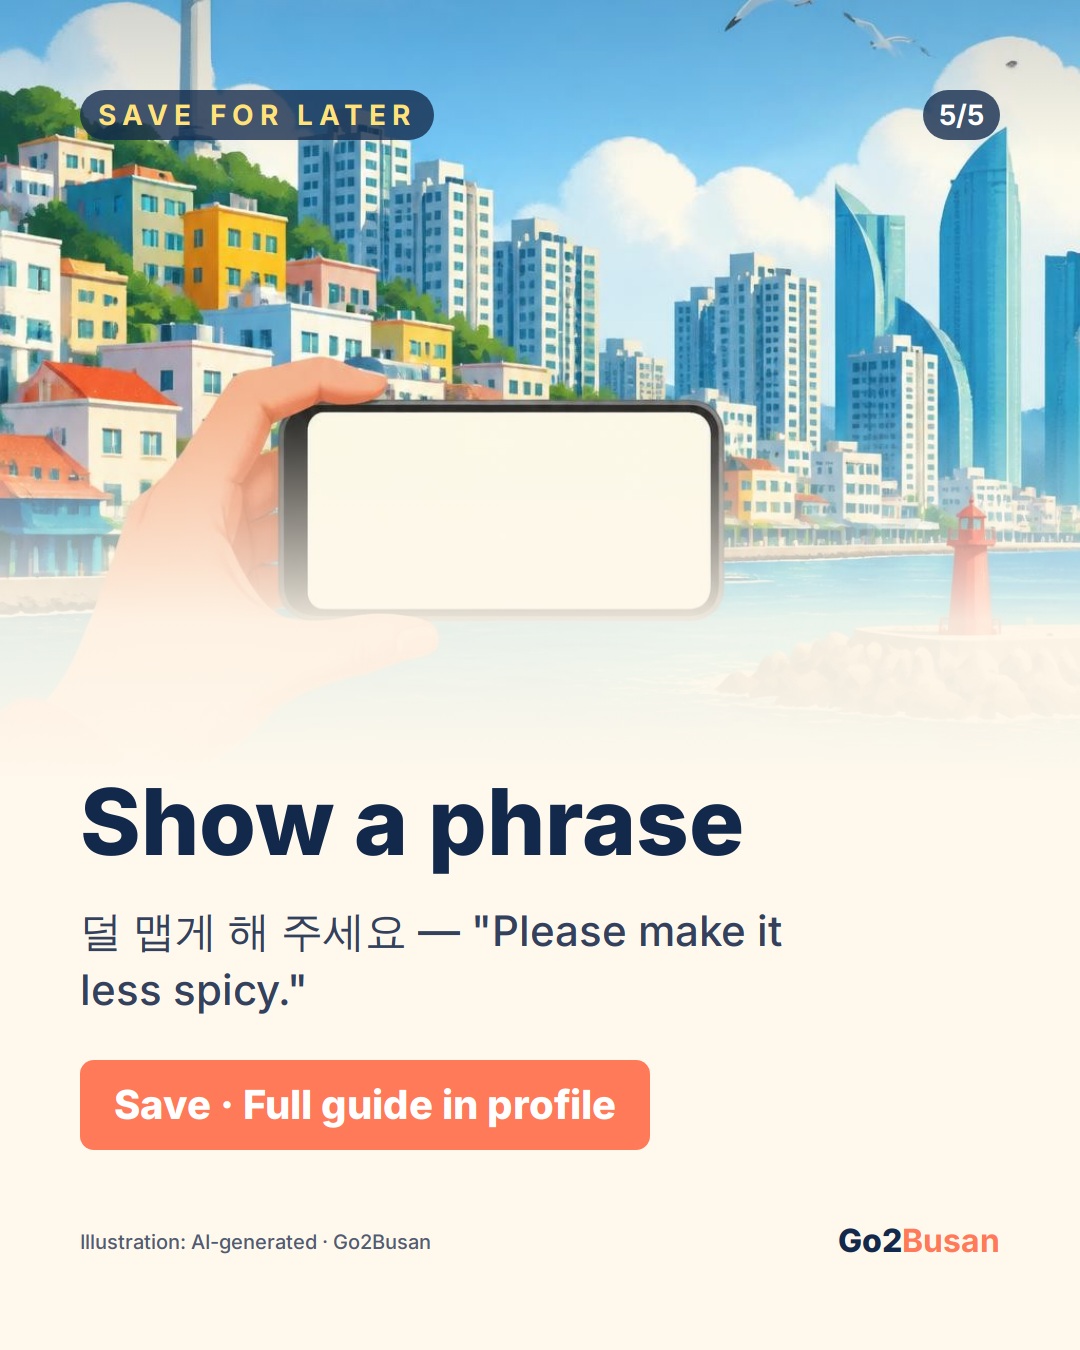 SAVE FOR LATER
5/5
Show a phrase
덜 맵게 해 주세요 — "Please make it
less spicy."
Save · Full guide in profile
Illustration: AI-generated · Go2Busan
Go2Busan